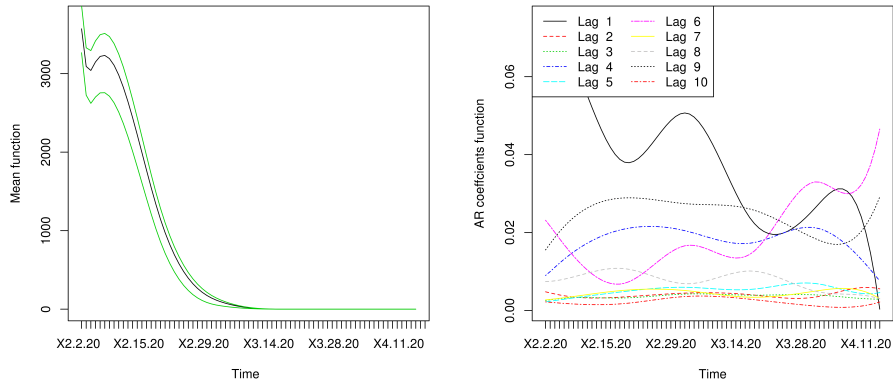 Mean function
3000
2000
1000
0
X2.2.20 X2.15.20 X2.29.20 X3.14.20 X3.28.20 X4.11.20
Time
AR coeffcients function
0.06
0.04
0.02
0.00
Lag 1
Lag 2
Lag 3
Lag 4
Lag 5
Lag 6
Lag 7
Lag 8
Lag 9
Lag 10
X2.2.20 X2.15.20 X2.29.20 X3.14.20 X3.28.20 X4.11.20
Time